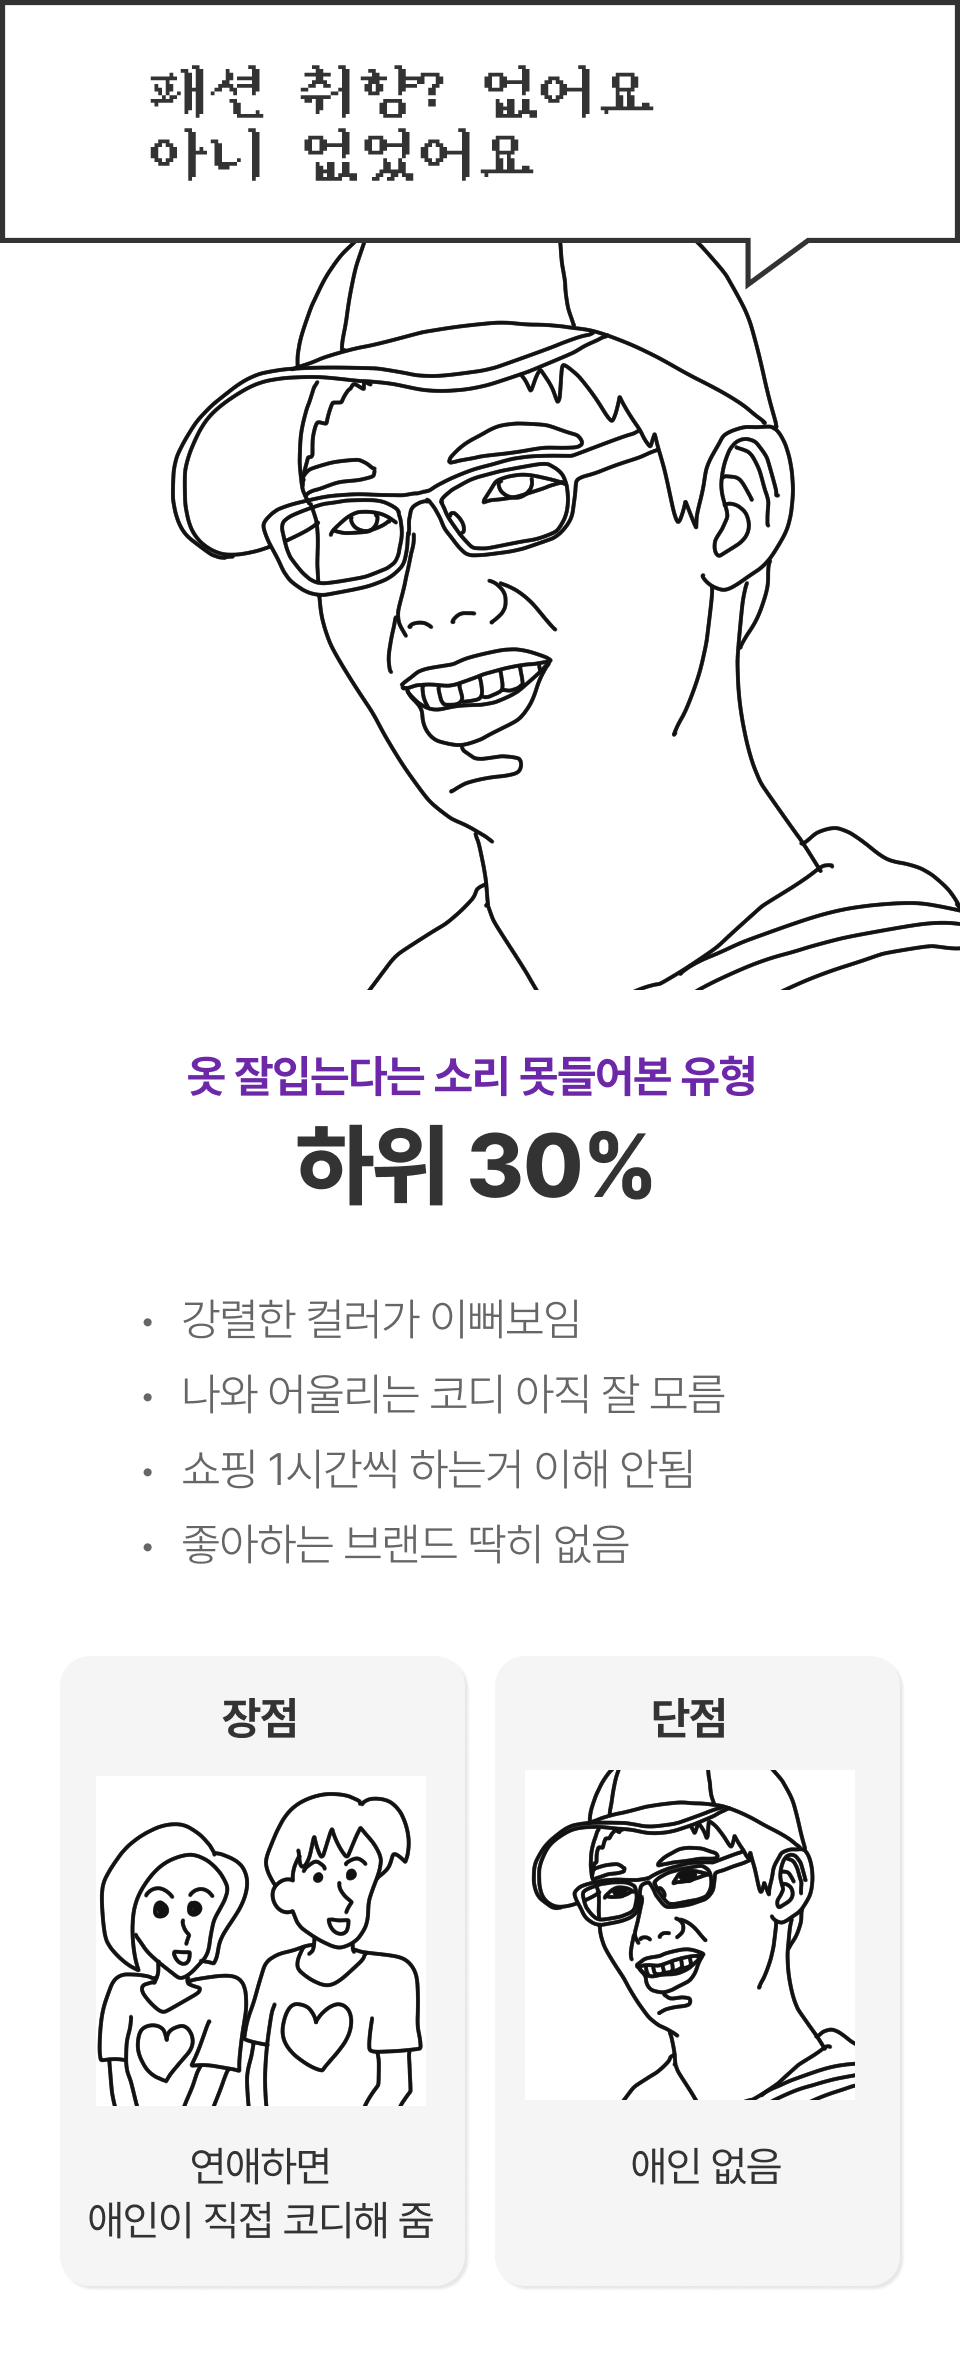 패션 취향? 없어요
아니 없었어요
옷 잘입는다는 소리 못들어본 유형
하위 30%
• 강렬한 컬러가 이뻐보임
• 나와 어울리는 코디 아직 잘 모름
• 쇼핑 1시간씩 하는거 이해 안됨
• 좋아하는 브랜드 딱히 없음
장점
연애하면
애인이 직접 코디해 줌
단점
애인 없음